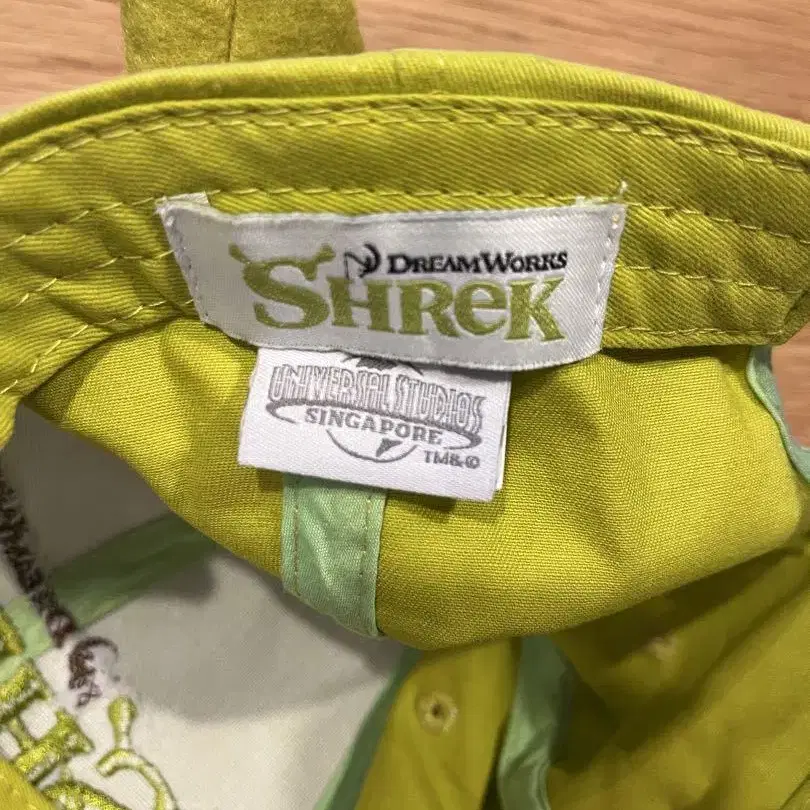 DREAMWORKS
SHREK
UNIVERSAL STUDIOS
SINGAPORE
TM&©